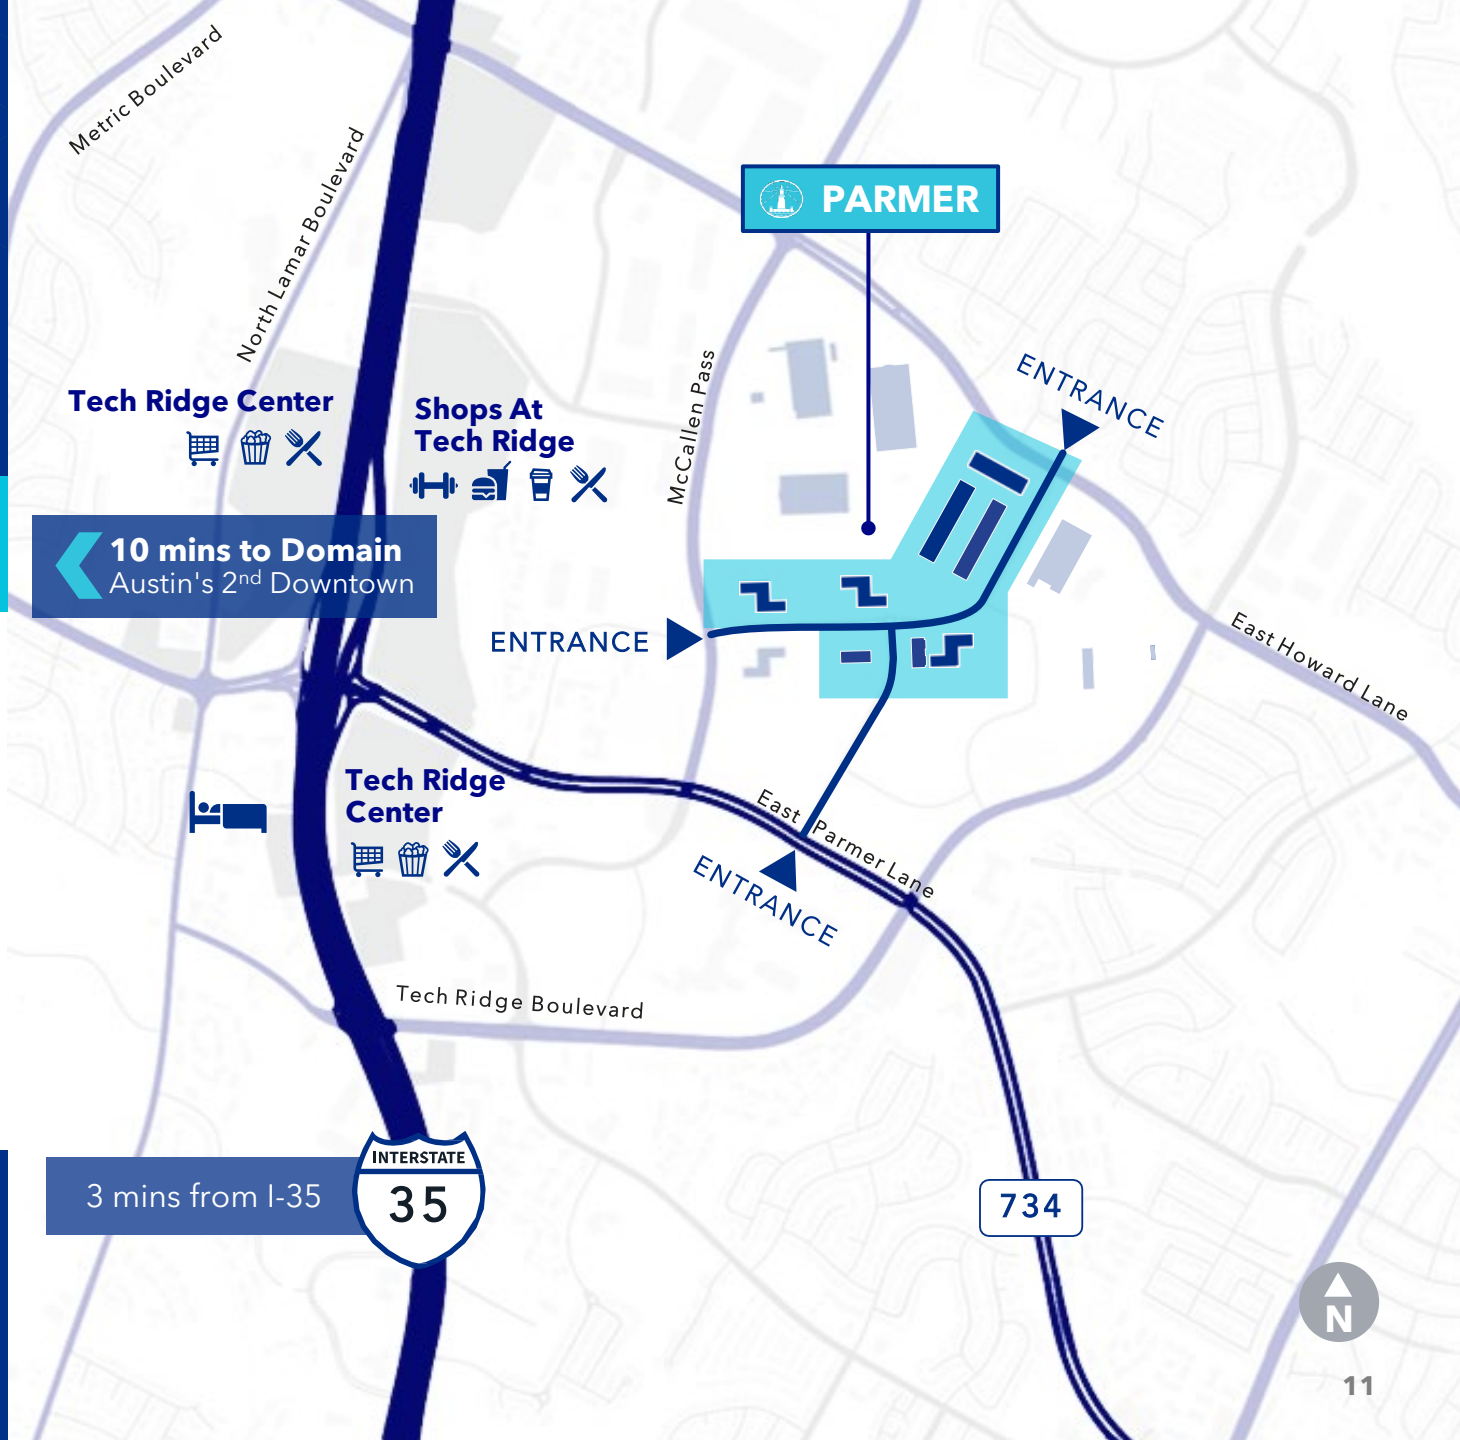 Metric Boulevard
North Lamar Boulevard
PARMER
McCallen Pass
ENTRANCE
Tech Ridge Center
Shops At
Tech Ridge
10 mins to Domain
Austin's 2nd Downtown
ENTRANCE
East Howard Lane
Tech Ridge
Center
East Parmer Lane
ENTRANCE
Tech Ridge Boulevard
INTERSTATE
35
3 mins from I-35
734
N
11